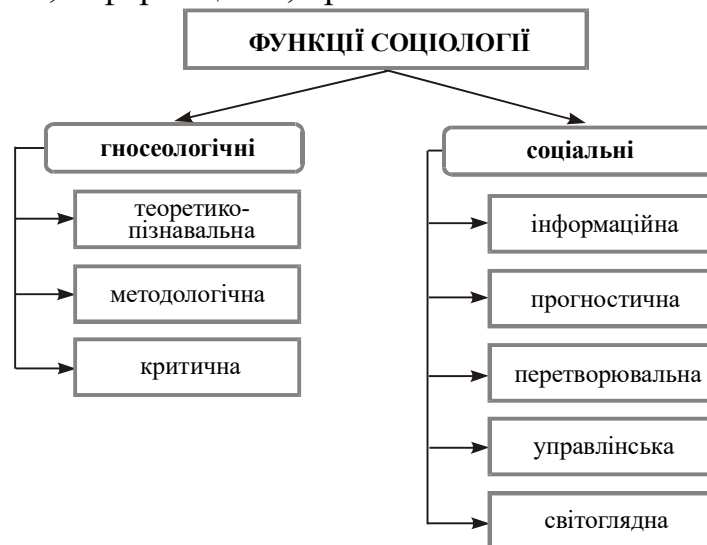 ФУНКЦІЇ СОЦІОЛОГІЇ
гносеологічні
теоретико-
пізнавальна
методологічна
критична
соціальні
інформаційна
прогностична
перетворювальна
управлінська
світоглядна